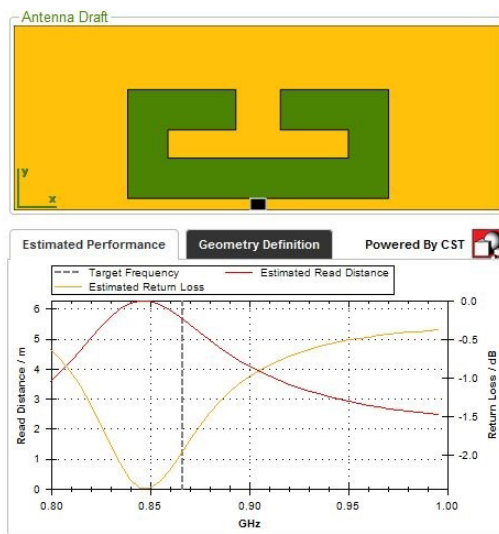 Antenna Draft
y
x
Estimated Performance
Geometry Definition
Powered By CST
Target Frequency
Estimated Read Distance
Estimated Return Loss
Read Distance / m
6
5
4
3
2
1
0
0.80
0.85
0.90
0.95
1.00
GHz
0.0
-0.5
-1.0
-1.5
-2.0
Return Loss / dB